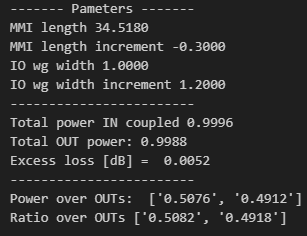 ------- Pameters -------
MMI length 34.5180
MMI length increment -0.3000
IO wg width 1.0000
IO wg width increment 1.2000
------------------------
Total power IN coupled 0.9996
Total OUT power: 0.9988
Excess loss [dB] =  0.0052
------------------------
Power over OUTs:  ['0.5076', '0.4912']
Ratio over OUTs ['0.5082', '0.4918']